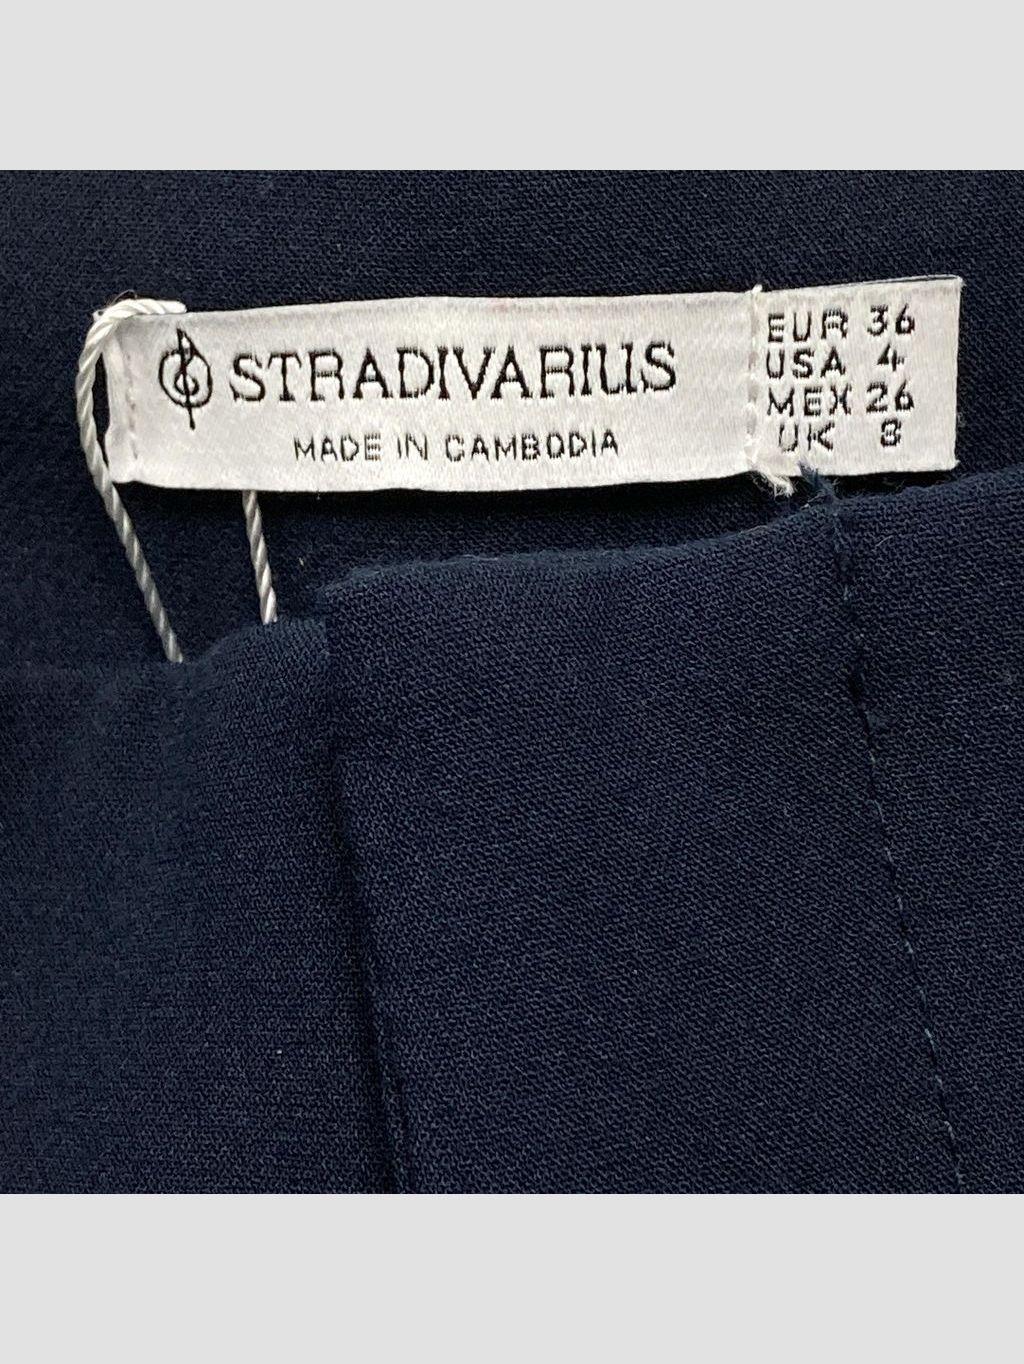 STRADIVARIUS
MADE IN CAMBODIA
EUR 36
USA 4
MEX 26
UK 8